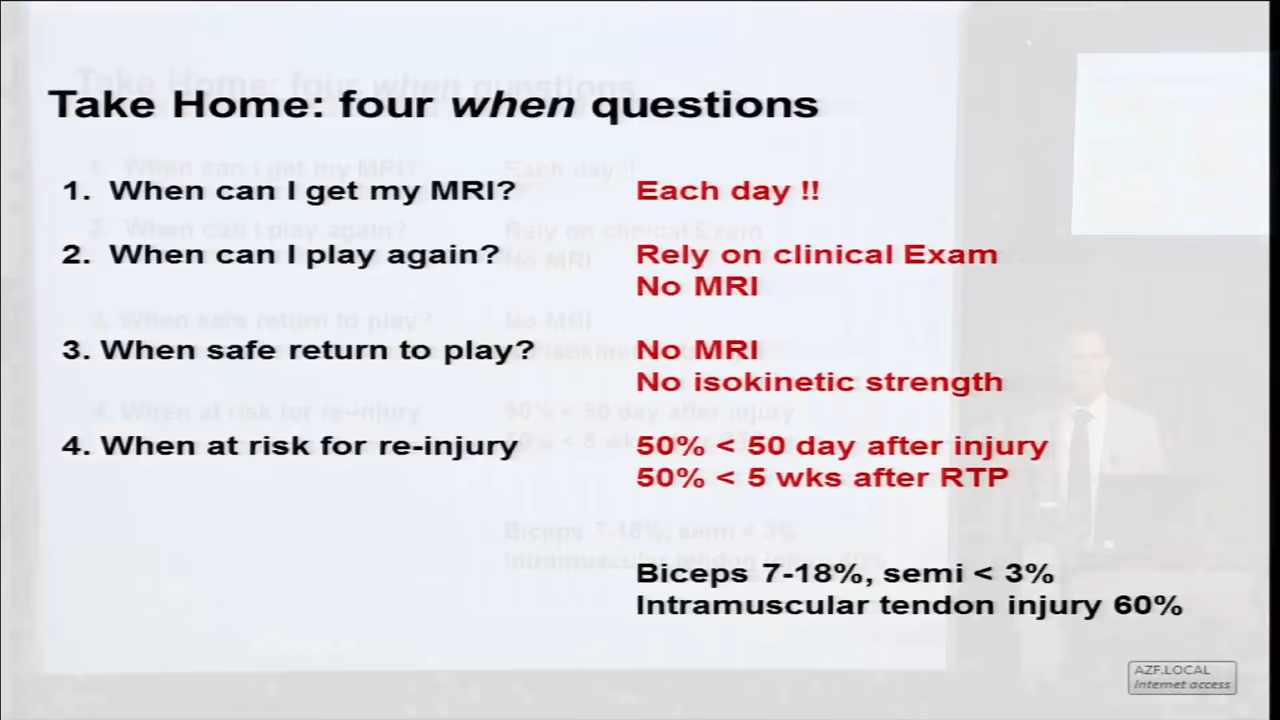 Take Home: four when questions
1. When can I get my MRI? Each day !!
2. When can I play again? Rely on clinical Exam
No MRI
3. When safe return to play? No MRI
No isokinetic strength
4. When at risk for re-injury 50% < 50 day after injury
50% < 5 wks after RTP
Biceps 7-18%, semi < 3%
Intramuscular tendon injury 60%
AZF.LOCAL
Internet access